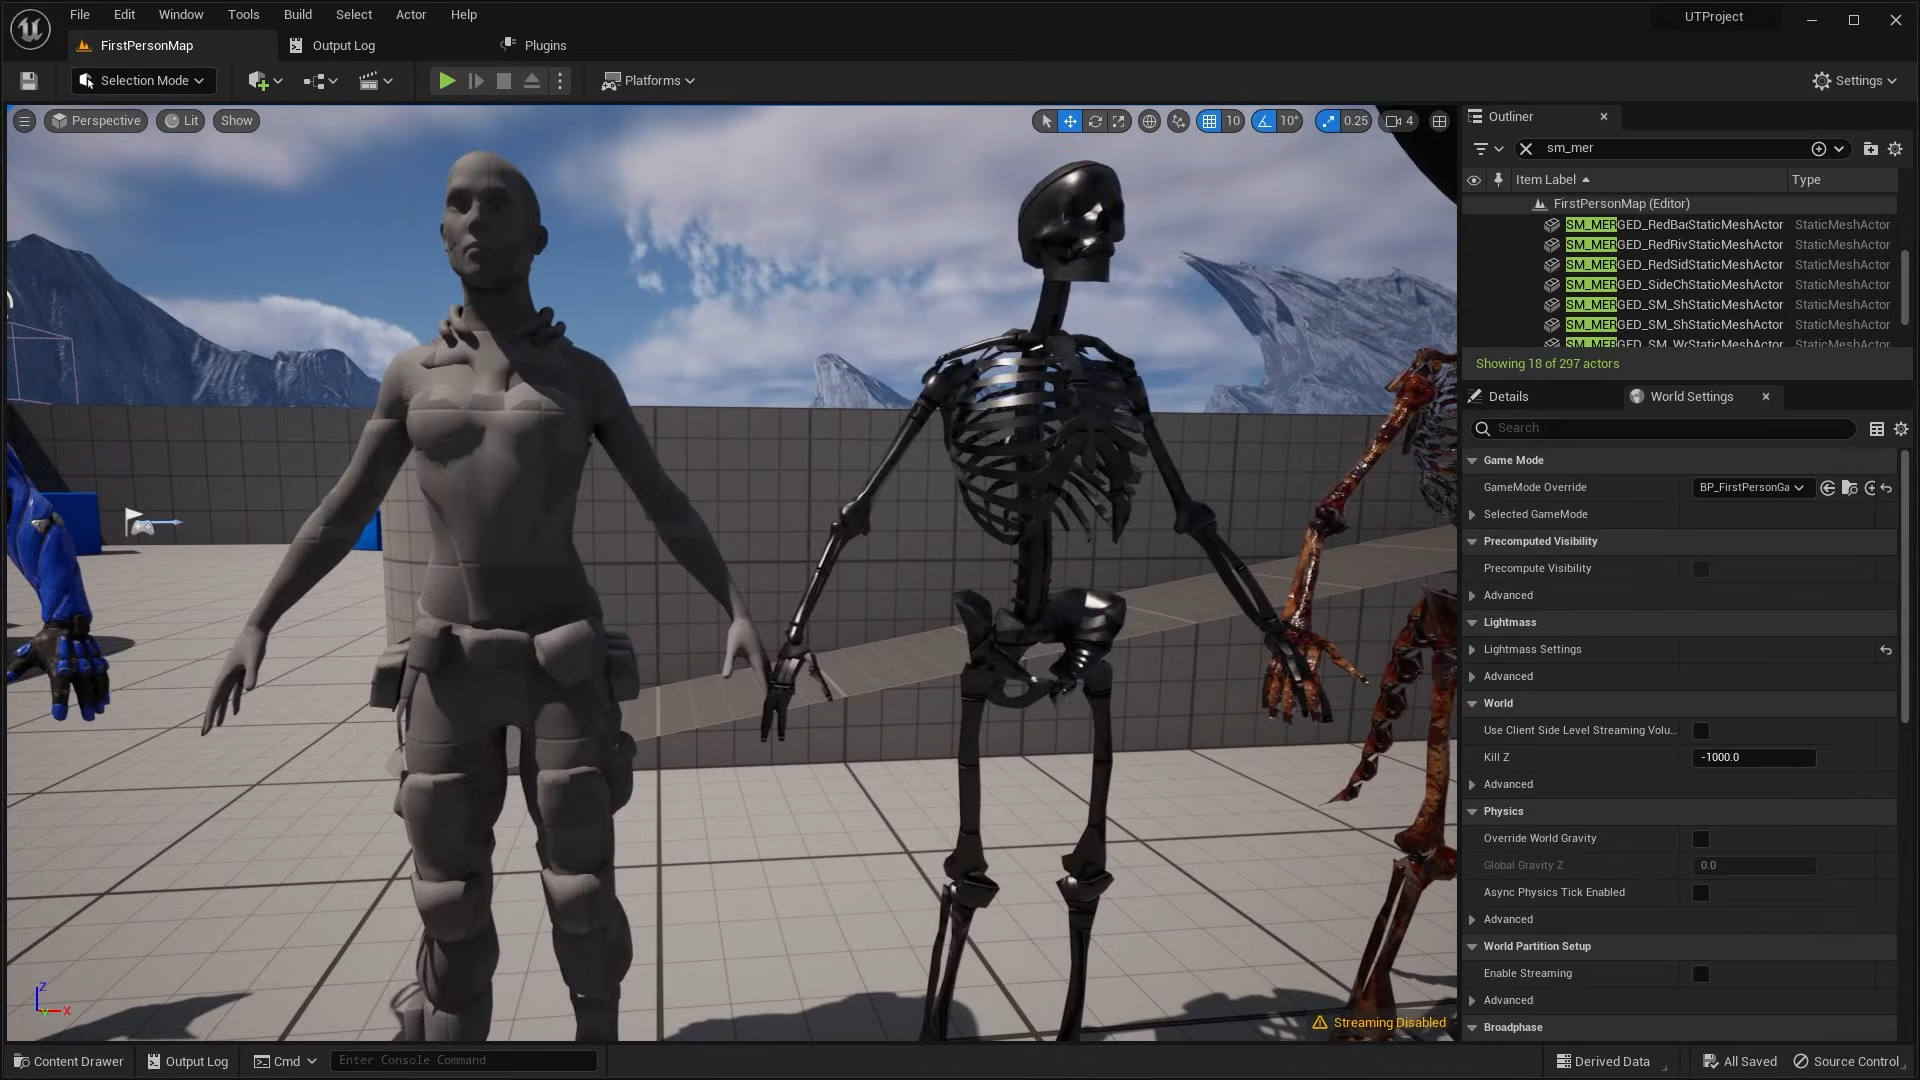 File Edit Window Tools Build Select Actor Help UTProject
FirstPersonMap Output Log Plugins
Selection Mode Platforms Settings
Perspective Lit Show 10 10° 0.25 4
Outliner
sm_mer
Item Label Type
FirstPersonMap (Editor)
SM_MERGED_RedBacStaticMeshActor StaticMeshActor
SM_MERGED_RedRivStaticMeshActor StaticMeshActor
SM_MERGED_RedSidStaticMeshActor StaticMeshActor
SM_MERGED_SideChStaticMeshActor StaticMeshActor
SM_MERGED_SM_ShStaticMeshActor StaticMeshActor
SM_MERGED_SM_ShStaticMeshActor StaticMeshActor
SM_MERGED_SM_WcStaticMeshActor StaticMeshActor
Showing 18 of 297 actors
Details World Settings
Search
Game Mode
GameMode Override BP_FirstPersonGa
Selected GameMode
Precomputed Visibility
Precompute Visibility
Advanced
Lightmass
Lightmass Settings
Advanced
World
Use Client Side Level Streaming Volu...
Kill Z -1000.0
Advanced
Physics
Override World Gravity
Global Gravity Z 0.0
Async Physics Tick Enabled
Advanced
World Partition Setup
Enable Streaming
Advanced
Broadphase
Z
X
Streaming Disabled
Content Drawer Output Log Cmd Enter Console Command Derived Data All Saved Source Control